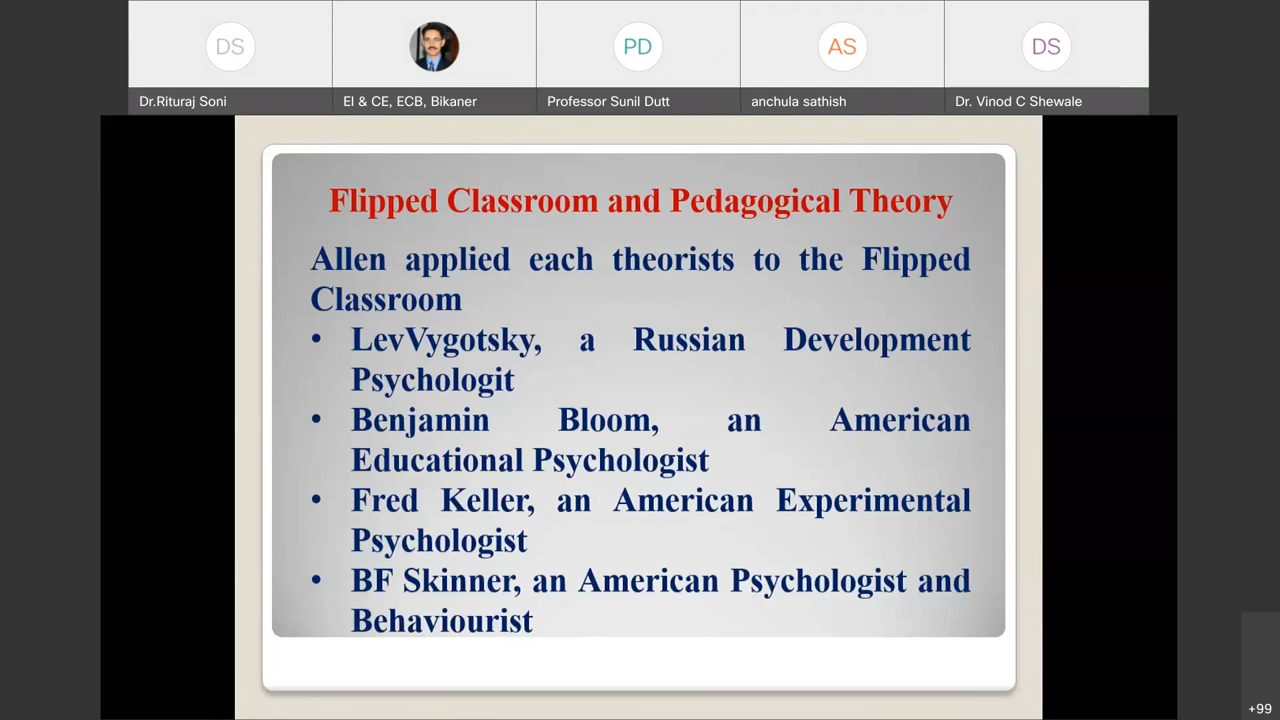 DS
PD
AS
DS
Dr.Rituraj Soni
EI & CE, ECB, Bikaner
Professor Sunil Dutt
anchula sathish
Dr. Vinod C Shewale
Flipped Classroom and Pedagogical Theory
Allen applied each theorists to the Flipped
Classroom
• LevVygotsky, a Russian Development
Psychologit
• Benjamin Bloom, an American
Educational Psychologist
• Fred Keller, an American Experimental
Psychologist
• BF Skinner, an American Psychologist and
Behaviourist
+99